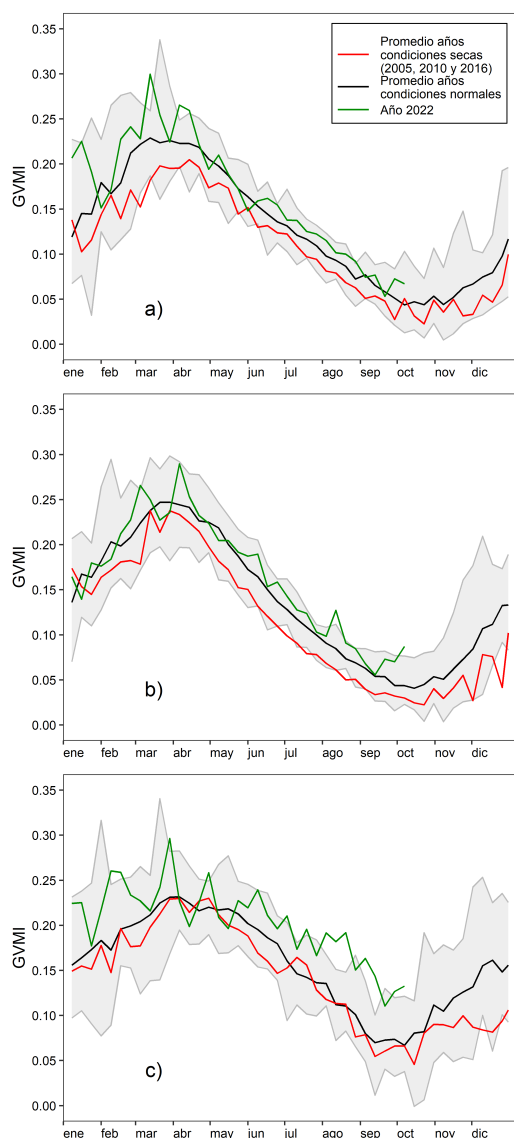 Promedio años
condiciones secas
(2005, 2010 y 2016)
Promedio años
condiciones normales
Año 2022
GVMI
0.35
0.30
0.25
0.20
0.15
0.10
0.05
0.00
a)
ene feb mar abr may jun jul ago sep oct nov dic
GVMI
0.35
0.30
0.25
0.20
0.15
0.10
0.05
0.00
b)
ene feb mar abr may jun jul ago sep oct nov dic
GVMI
0.35
0.30
0.25
0.20
0.15
0.10
0.05
0.00
c)
ene feb mar abr may jun jul ago sep oct nov dic